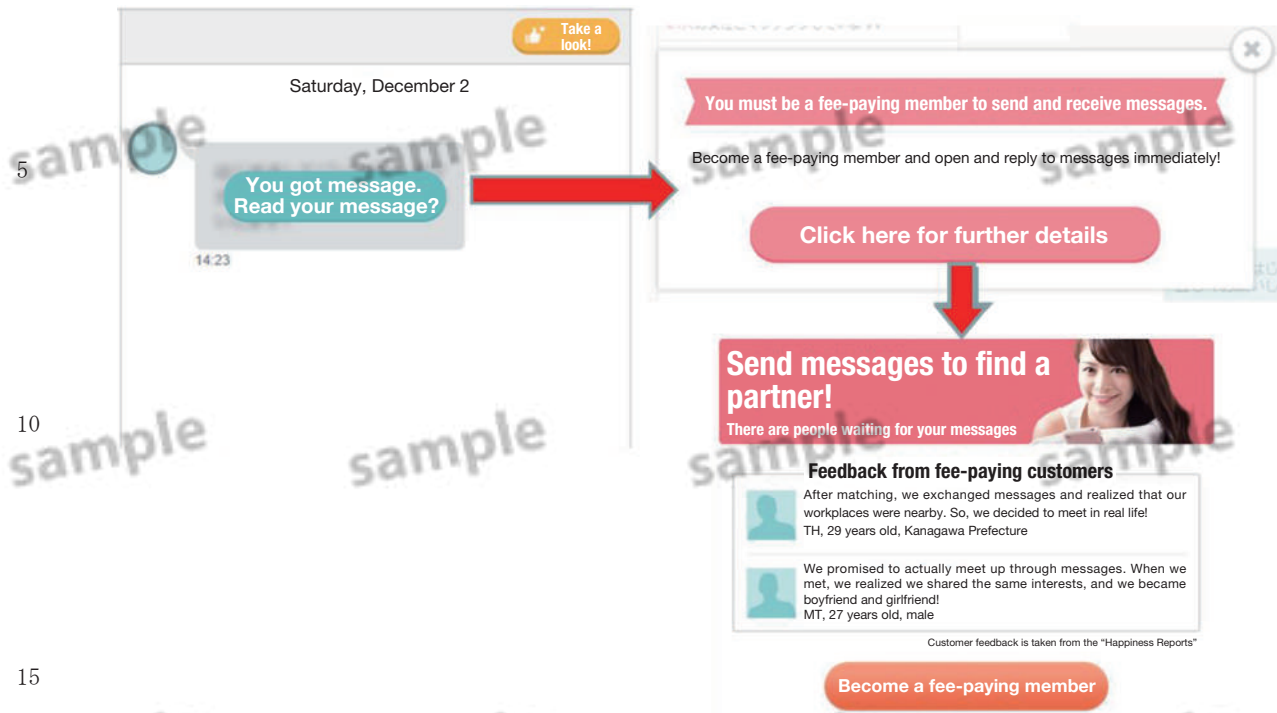 Take a
look!
Saturday, December 2
5
You got message.
Read your message?
14:23
You must be a fee-paying member to send and receive messages.
Become a fee-paying member and open and reply to messages immediately!
Click here for further details
Send messages to find a
partner!
There are people waiting for your messages
10
Feedback from fee-paying customers
After matching, we exchanged messages and realized that our
workplaces were nearby. So, we decided to meet in real life!
TH, 29 years old, Kanagawa Prefecture
We promised to actually meet up through messages. When we
met, we realized we shared the same interests, and we became
boyfriend and girlfriend!
MT, 27 years old, male
Customer feedback is taken from the “Happiness Reports”
15
Become a fee-paying member
sample
sample
sample
sample
sample
sample
sample
sample